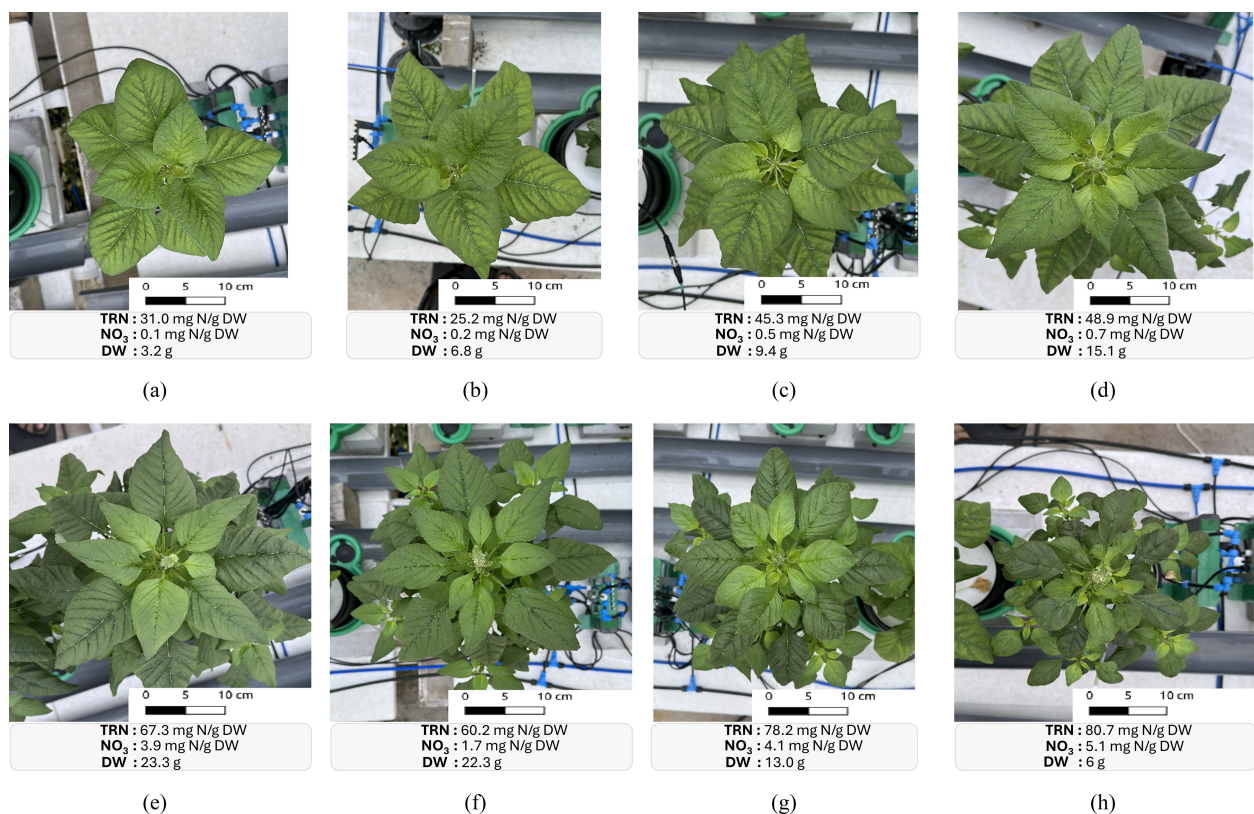 0 5 10 cm
TRN : 31.0 mg N/g DW
NO3 : 0.1 mg N/g DW
DW : 3.2 g
(a)
0 5 10 cm
TRN : 25.2 mg N/g DW
NO3 : 0.2 mg N/g DW
DW : 6.8 g
(b)
0 5 10 cm
TRN : 45.3 mg N/g DW
NO3 : 0.5 mg N/g DW
DW : 9.4 g
(c)
0 5 10 cm
TRN : 48.9 mg N/g DW
NO3 : 0.7 mg N/g DW
DW : 15.1 g
(d)
0 5 10 cm
TRN : 67.3 mg N/g DW
NO3 : 3.9 mg N/g DW
DW : 23.3 g
(e)
0 5 10 cm
TRN : 60.2 mg N/g DW
NO3 : 1.7 mg N/g DW
DW : 22.3 g
(f)
0 5 10 cm
TRN : 78.2 mg N/g DW
NO3 : 4.1 mg N/g DW
DW : 13.0 g
(g)
0 5 10 cm
TRN : 80.7 mg N/g DW
NO3 : 5.1 mg N/g DW
DW : 6 g
(h)